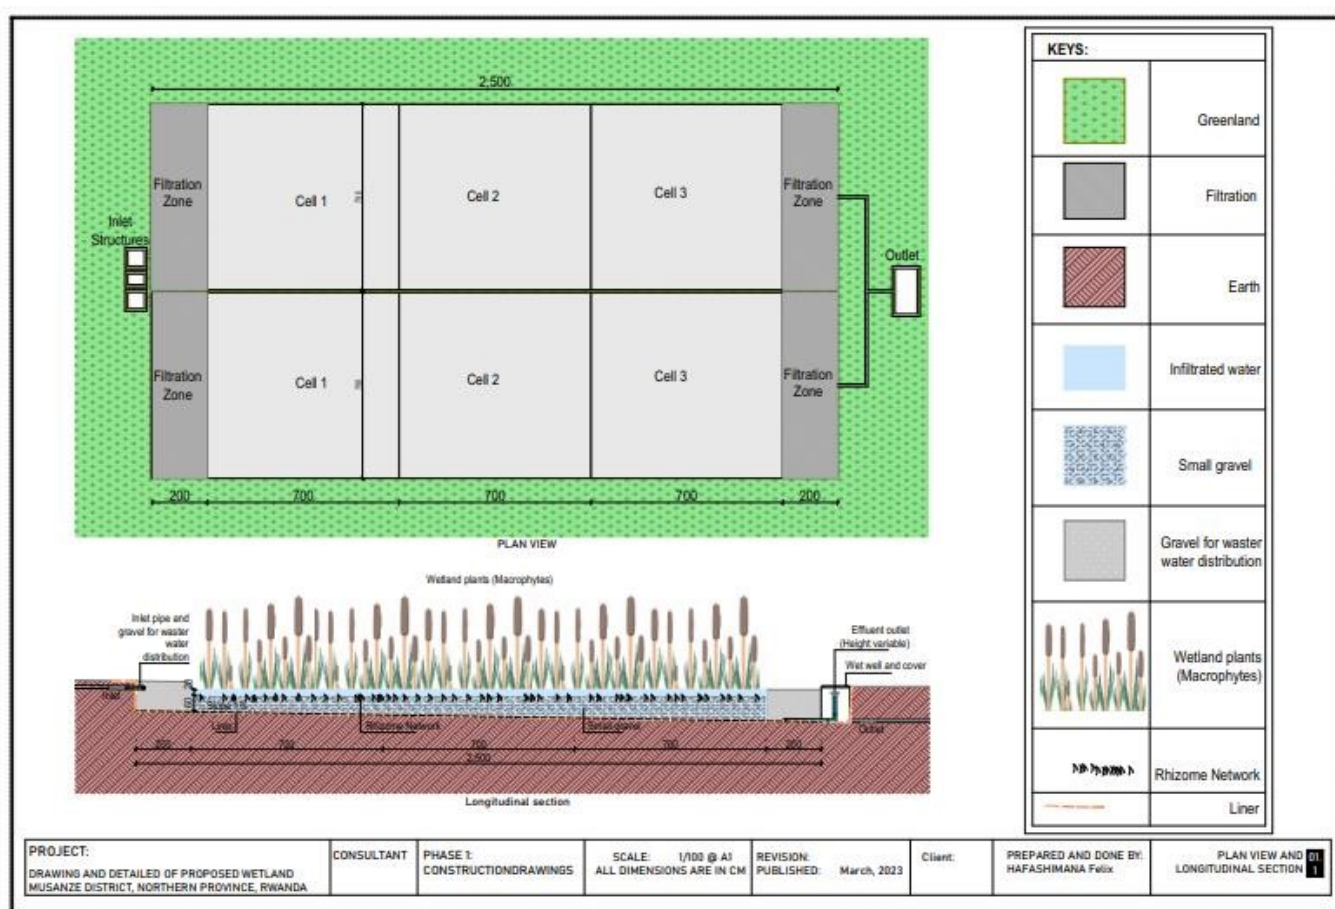 2,500
Filtration
Zone
Cell 1
Cell 2
Cell 3
Filtration
Zone
Inlet
Structures
Outlet
Filtration
Zone
Cell 1
Cell 2
Cell 3
Filtration
Zone
200
700
700
700
200
PLAN VIEW
Wetland plants (Macrophytes)
Inlet pipe and
gravel for waster
water
distribution
Effluent outlet
(Height variable)
Wet well and cover
Inlet
Liner
Rhizome Network
Small gravel
Outlet
200
700
700
700
200
2,500
Longitudinal section
KEYS:
Greenland
Filtration
Earth
Infiltrated water
Small gravel
Gravel for waster
water distribution
Wetland plants
(Macrophytes)
Rhizome Network
Liner
PROJECT:
DRAWING AND DETAILED OF PROPOSED WETLAND
MUSANZE DISTRICT, NORTHERN PROVINCE, RWANDA
CONSULTANT
PHASE 1:
CONSTRUCTIONDRAWINGS
SCALE: 1/100 @ A1
ALL DIMENSIONS ARE IN CM
REVISION:
PUBLISHED: March, 2023
Client:
PREPARED AND DONE BY:
HAFASHIMANA Felix
PLAN VIEW AND
LONGITUDINAL SECTION
01.
1